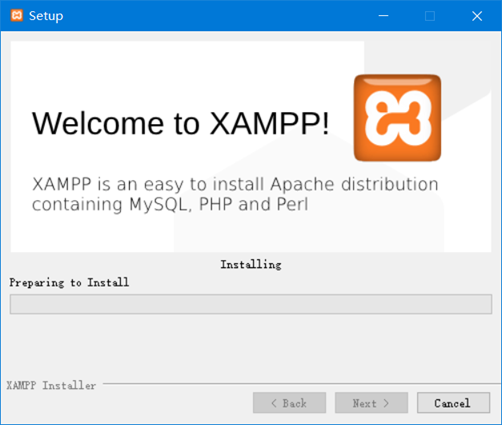 Setup
Welcome to XAMPP!
XAMPP is an easy to install Apache distribution
containing MySQL, PHP and Perl
Installing
Preparing to Install
XAMPP Installer
< Back
Next >
Cancel